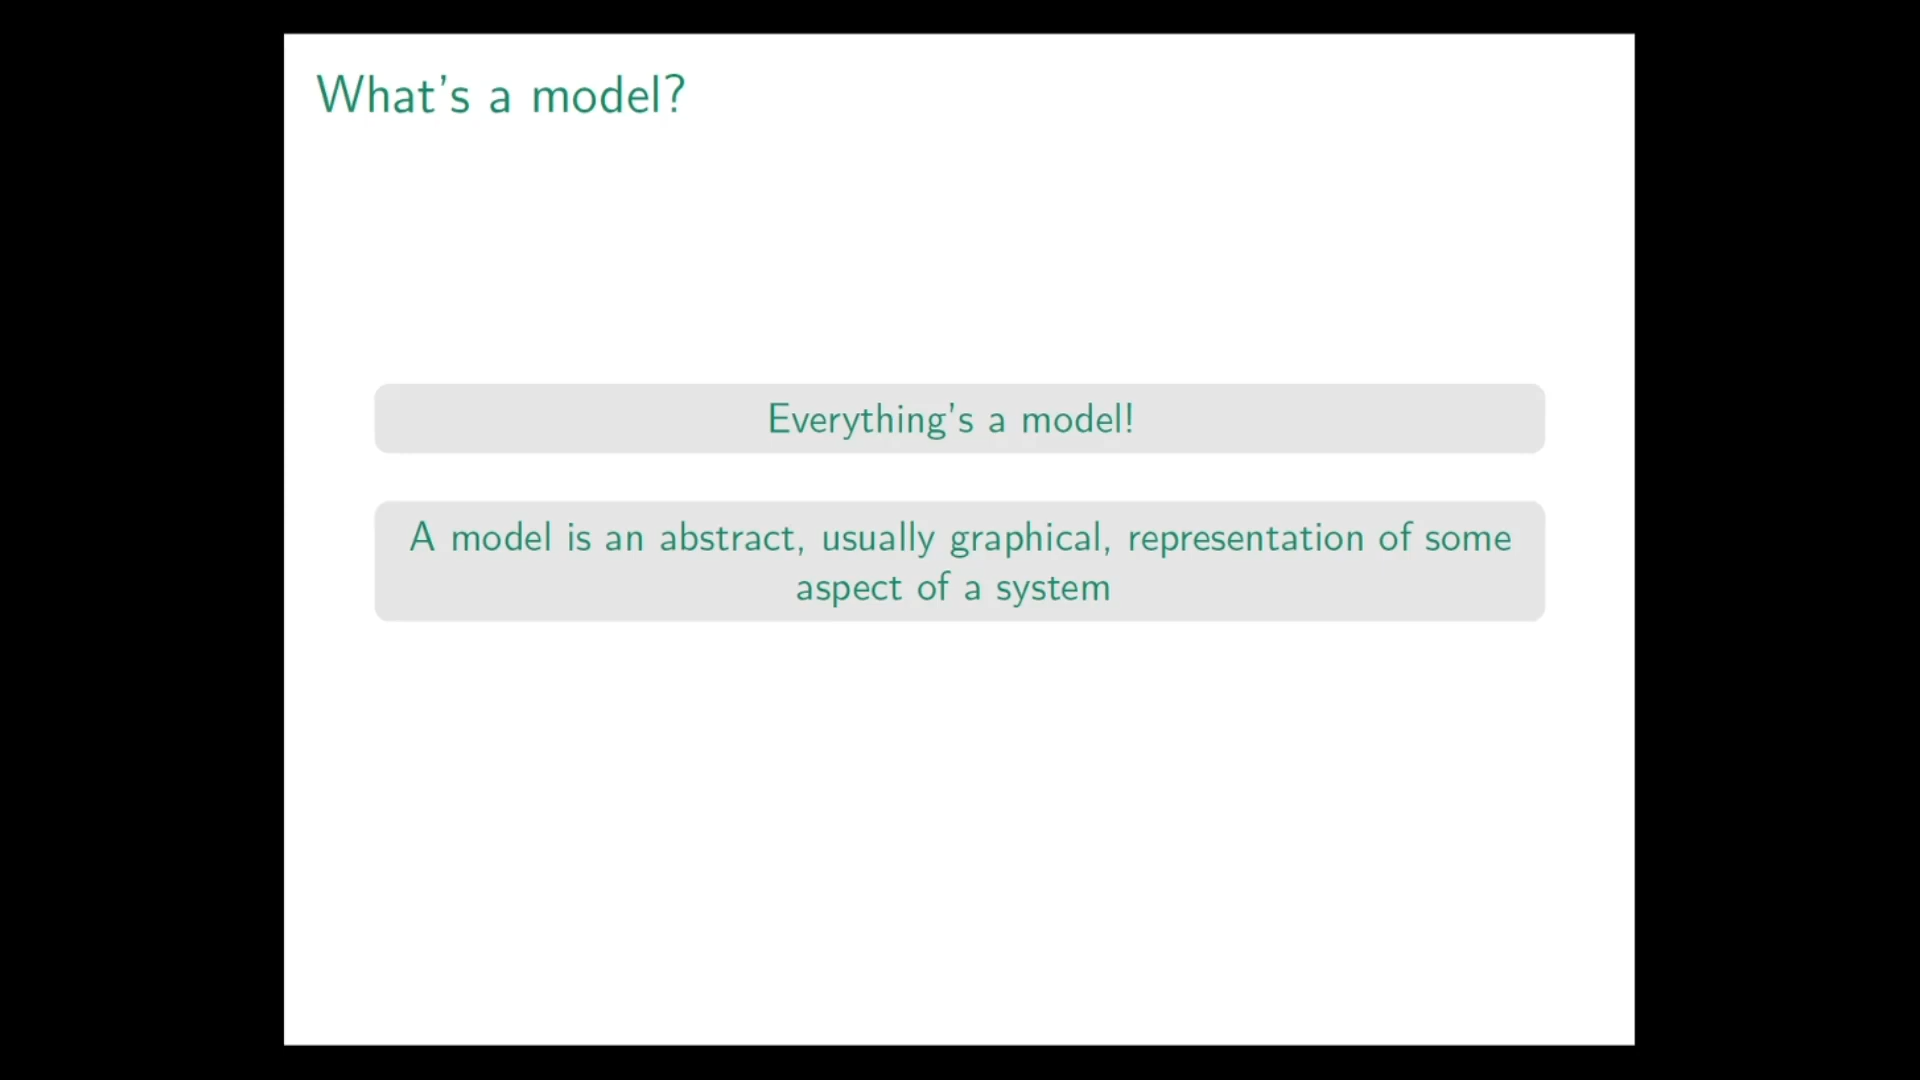 What's a model?
Everything's a model!
A model is an abstract, usually graphical, representation of some
aspect of a system